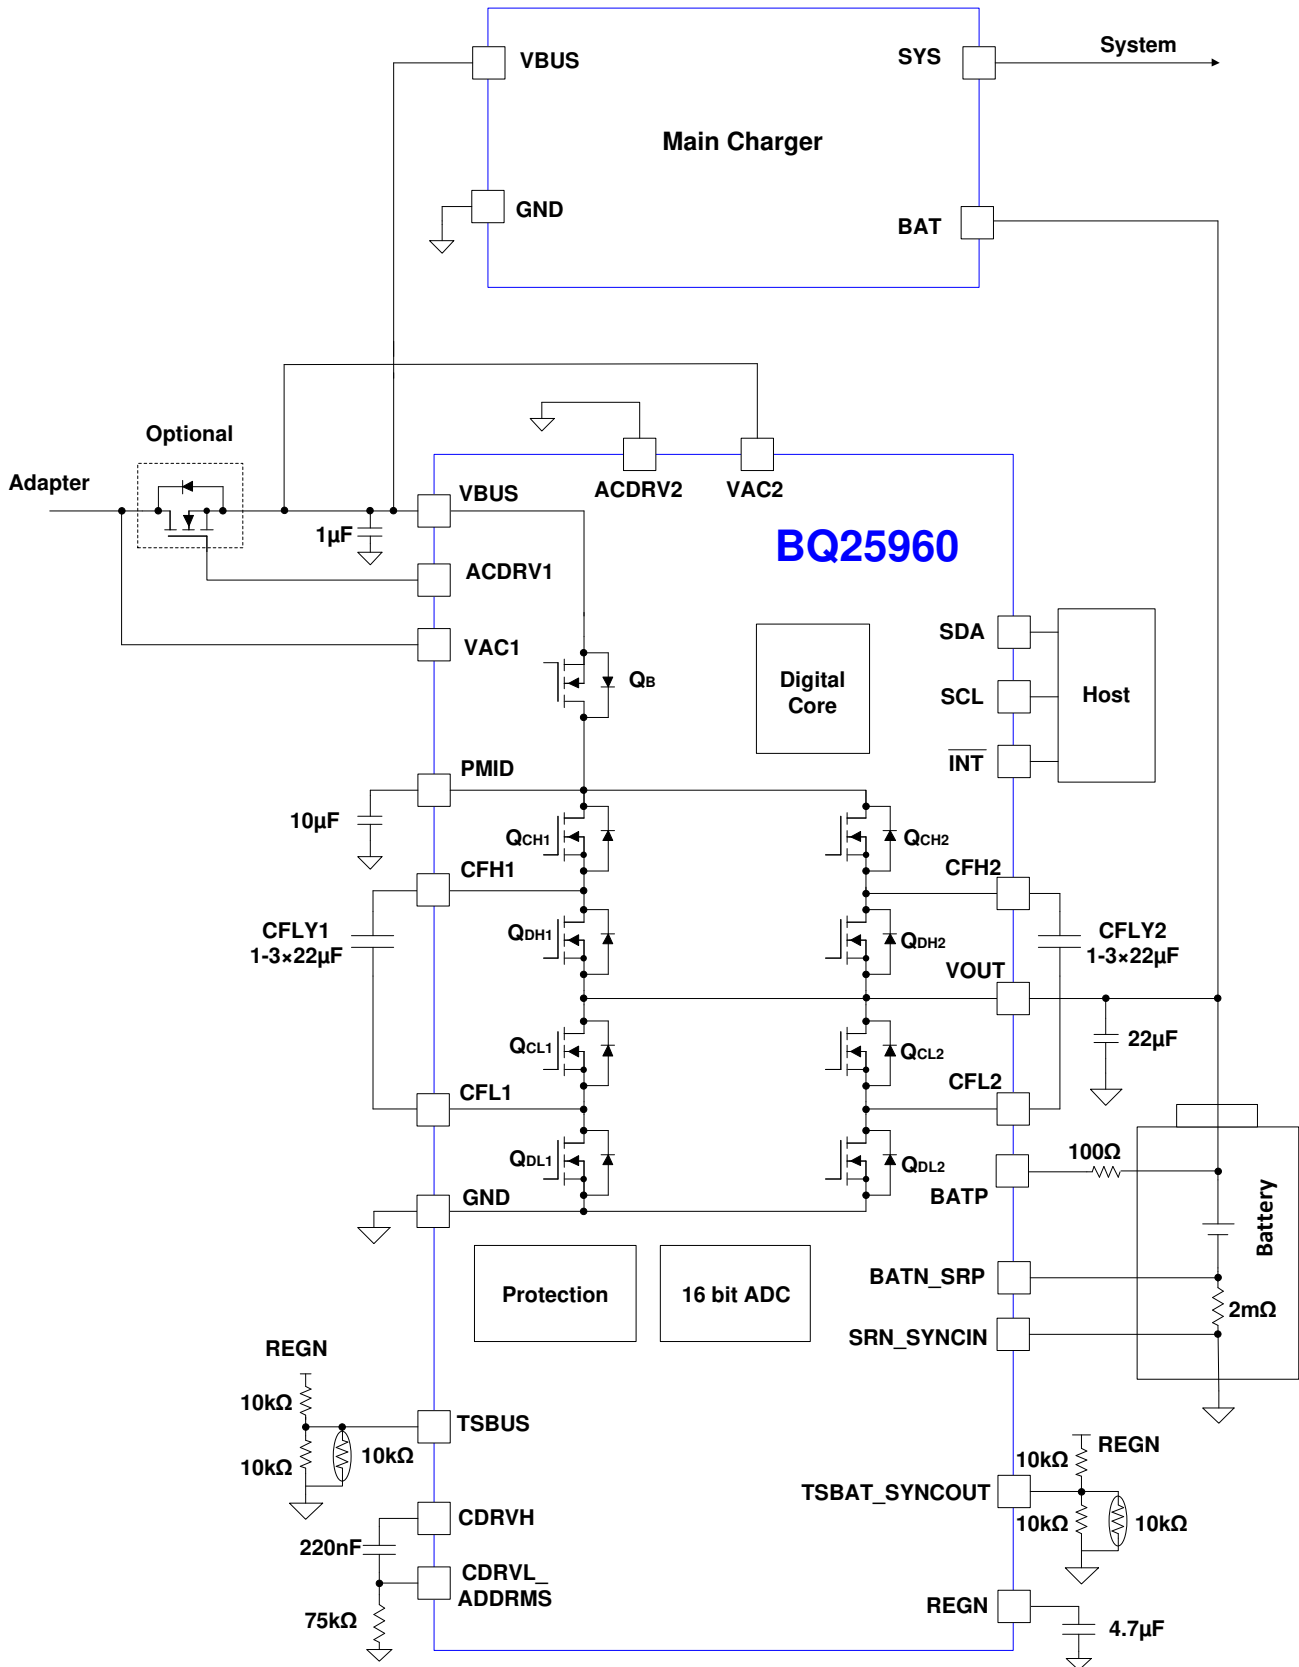 VBUS
SYS
System
Main Charger
GND
BAT
Optional
Adapter
ACDRV2
VAC2
VBUS
1µF
BQ25960
ACDRV1
VAC1
SDA
SCL
INT
Host
QB
Digital
Core
PMID
10µF
QCH1
QCH2
CFH1
CFH2
CFLY1
1-3×22µF
QDH1
QDH2
CFLY2
1-3×22µF
VOUT
QCL1
QCL2
22µF
CFL1
CFL2
QDL1
QDL2
100Ω
BATP
GND
Battery
Protection
16 bit ADC
BATN_SRP
2mΩ
SRN_SYNCIN
REGN
10kΩ
TSBUS
10kΩ
10kΩ
REGN
10kΩ
TSBAT_SYNCOUT
10kΩ
10kΩ
CDRVH
220nF
CDRVL_
ADDRMS
75kΩ
REGN
4.7µF